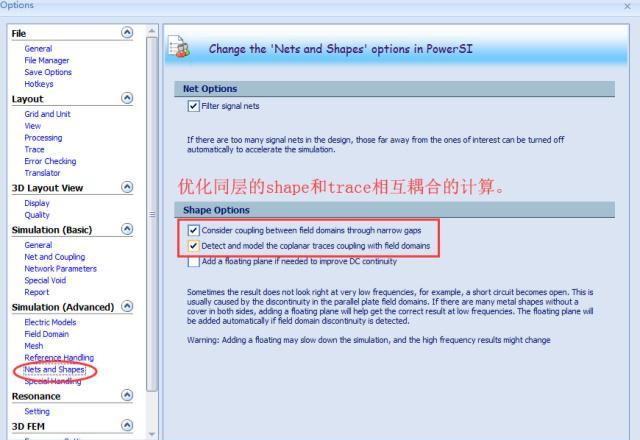 Options
File
General
File Manager
Save Options
Hotkeys
Layout
Grid and Unit
View
Processing
Trace
Error Checking
Translator
3D Layout View
Display
Quality
Simulation (Basic)
General
Net and Coupling
Network Parameters
Special Void
Report
Simulation (Advanced)
Electric Models
Field Domain
Mesh
Reference Handling
Nets and Shapes
Special Handling
Resonance
Setting
3D FEM
Change the 'Nets and Shapes' options in PowerSI
Net Options
Filter signal nets
If there are too many signal nets in the design, those far away from the ones of interest can be turned off
automatically to accelerate the simulation.
优化同层的shape和trace相互耦合的计算。
Shape Options
Consider coupling between field domains through narrow gaps
Detect and model the coplanar traces coupling with field domains
Add a floating plane if needed to improve DC continuity
Sometimes the result does not look right at very low frequencies, for example, a short circuit becomes open. This is
usually caused by the discontinuity in the parallel plate field domains. If there are many metal shapes without a
cover in both sides, adding a floating plane will help get the correct result at low frequencies. The floating plane will
be added automatically if field domain discontinuity is detected.
Warning: Adding a floating may slow down the simulation, and the high frequency results might change